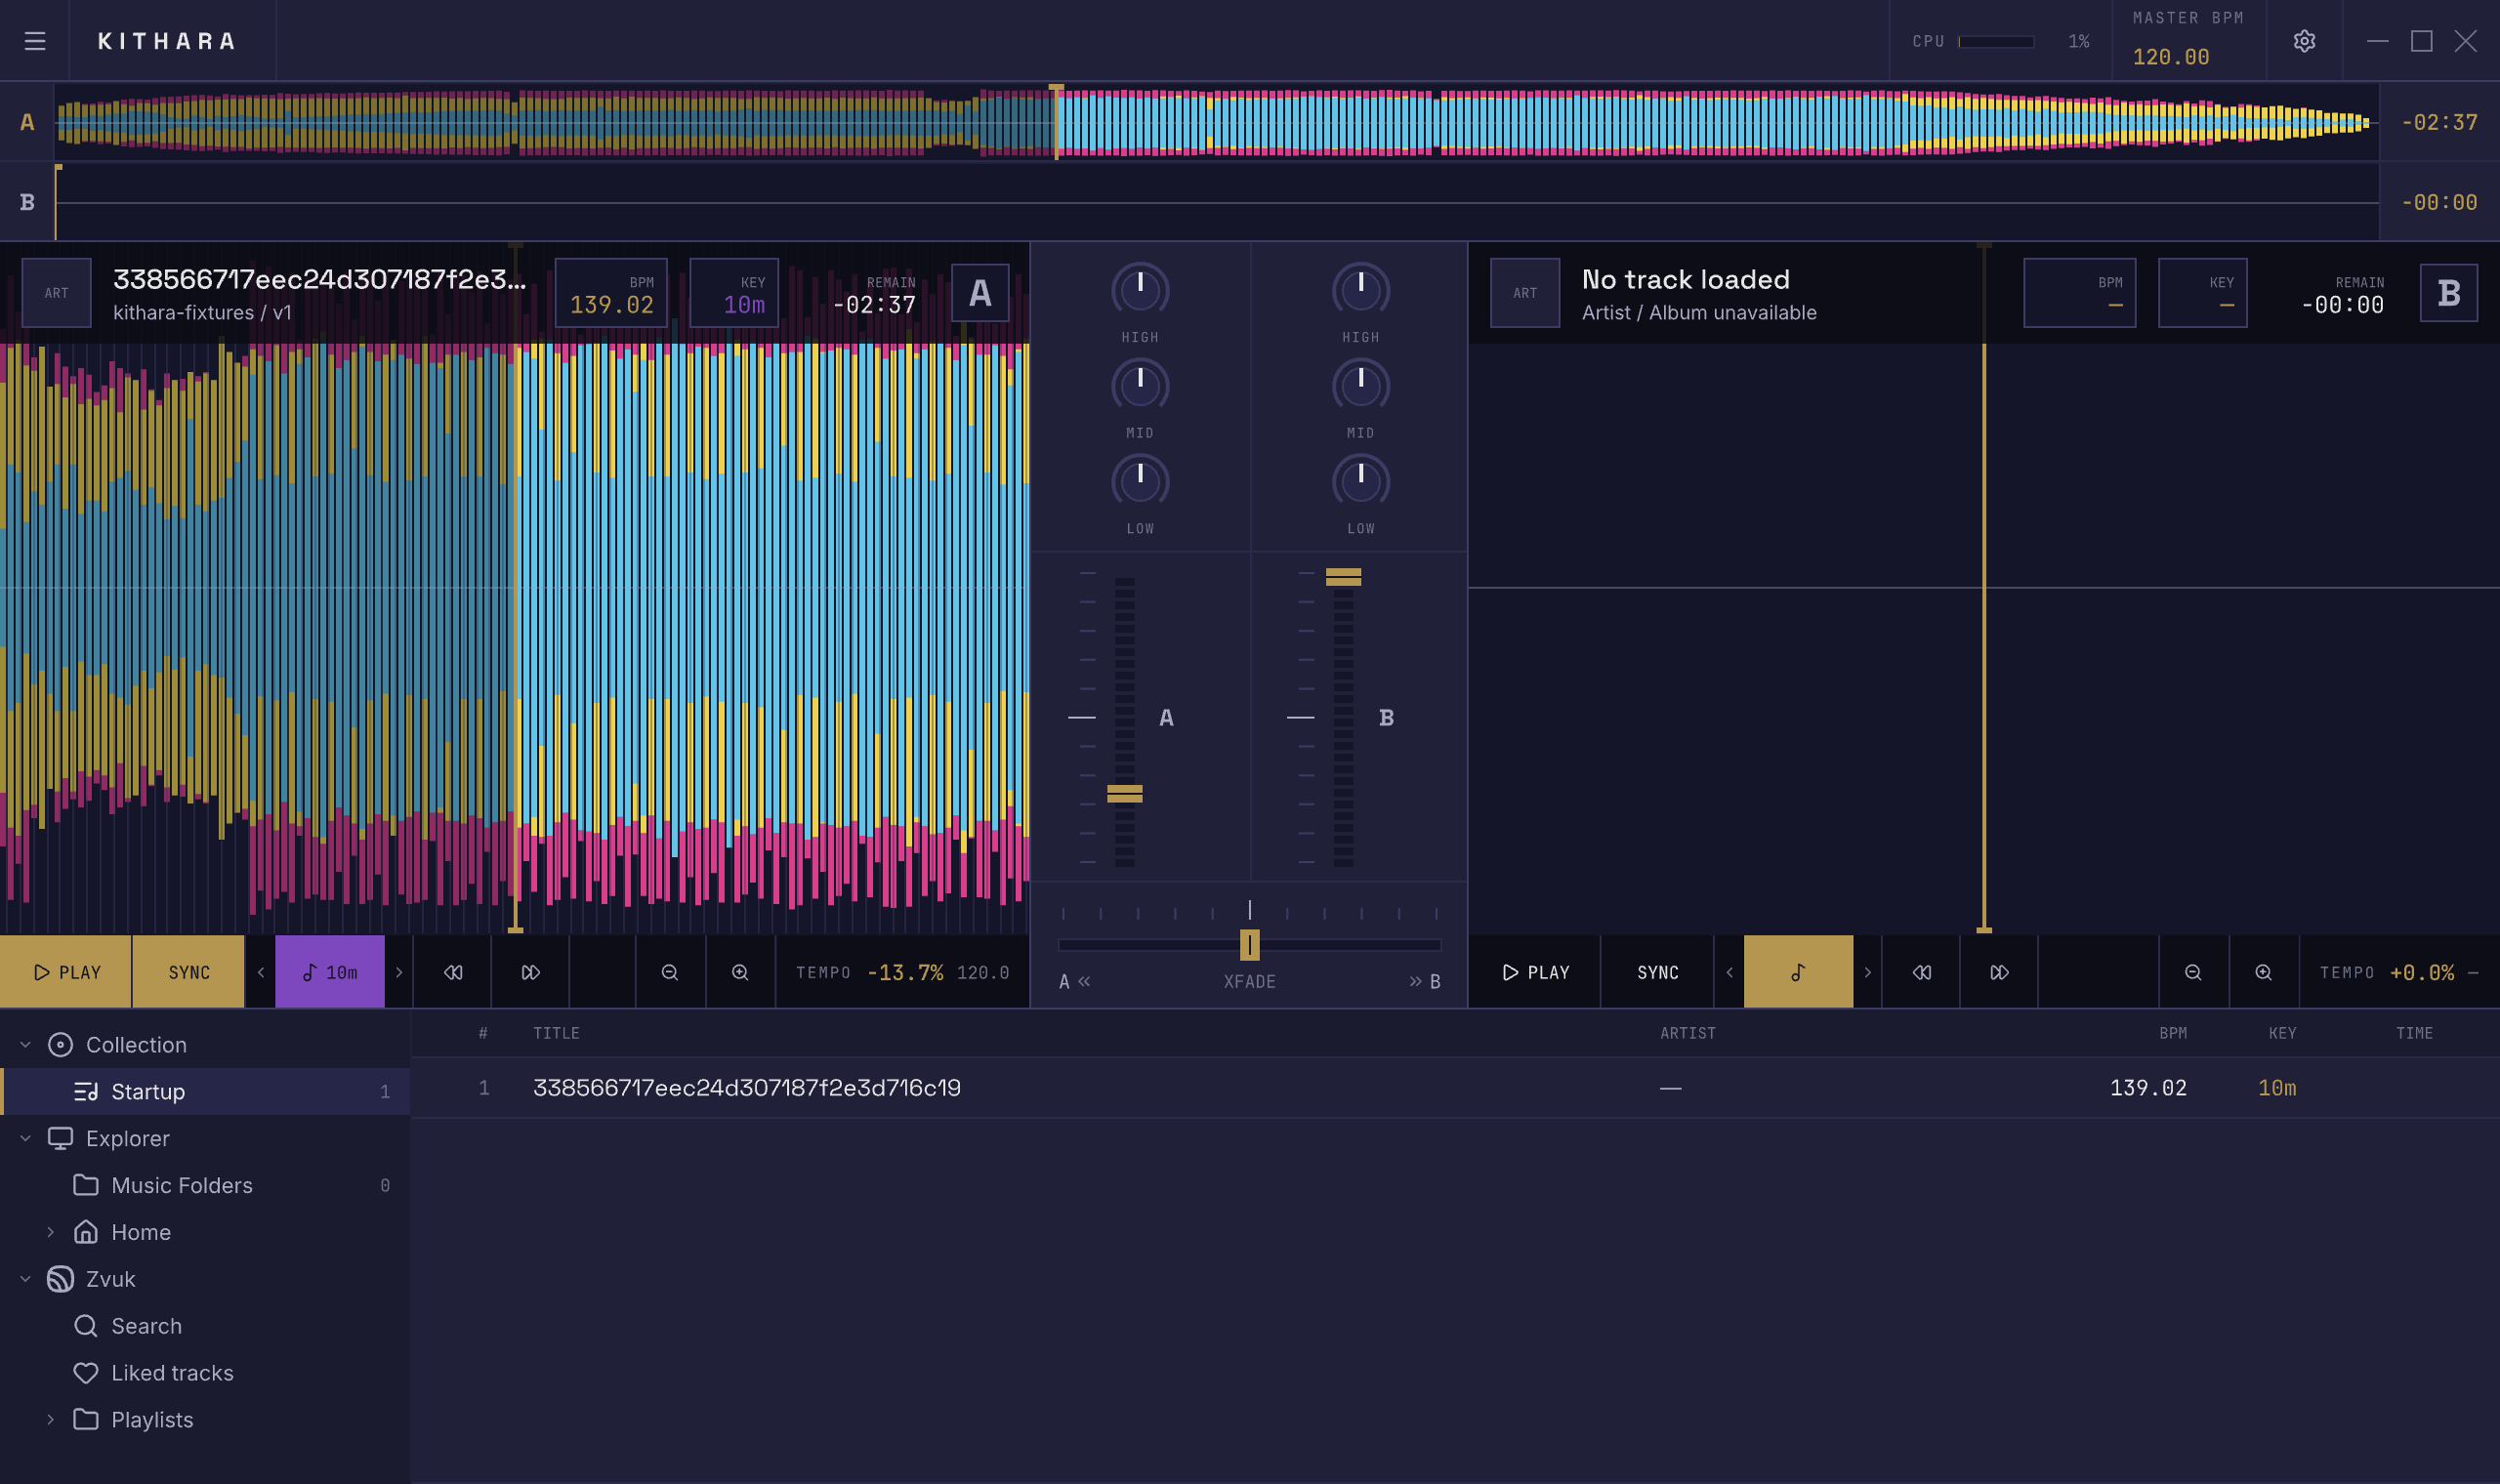 KITHARA
CPU 1%
MASTER BPM
120.00
A -02:37
B -00:00
ART
338566717eec24d307187f2e3...
kithara-fixtures / v1
BPM
139.02
KEY
10m
REMAIN
-02:37
A
HIGH HIGH
MID MID
LOW LOW
A B
A XFADE B
ART
No track loaded
Artist / Album unavailable
BPM
—
KEY
—
REMAIN
-00:00
B
PLAY SYNC 10m TEMPO -13.7% 120.0
PLAY SYNC TEMPO +0.0% —
Collection
Startup 1
Explorer
Music Folders 0
Home
Zvuk
Search
Liked tracks
Playlists
# TITLE ARTIST BPM KEY TIME
1 338566717eec24d307187f2e3d716c19 — 139.02 10m